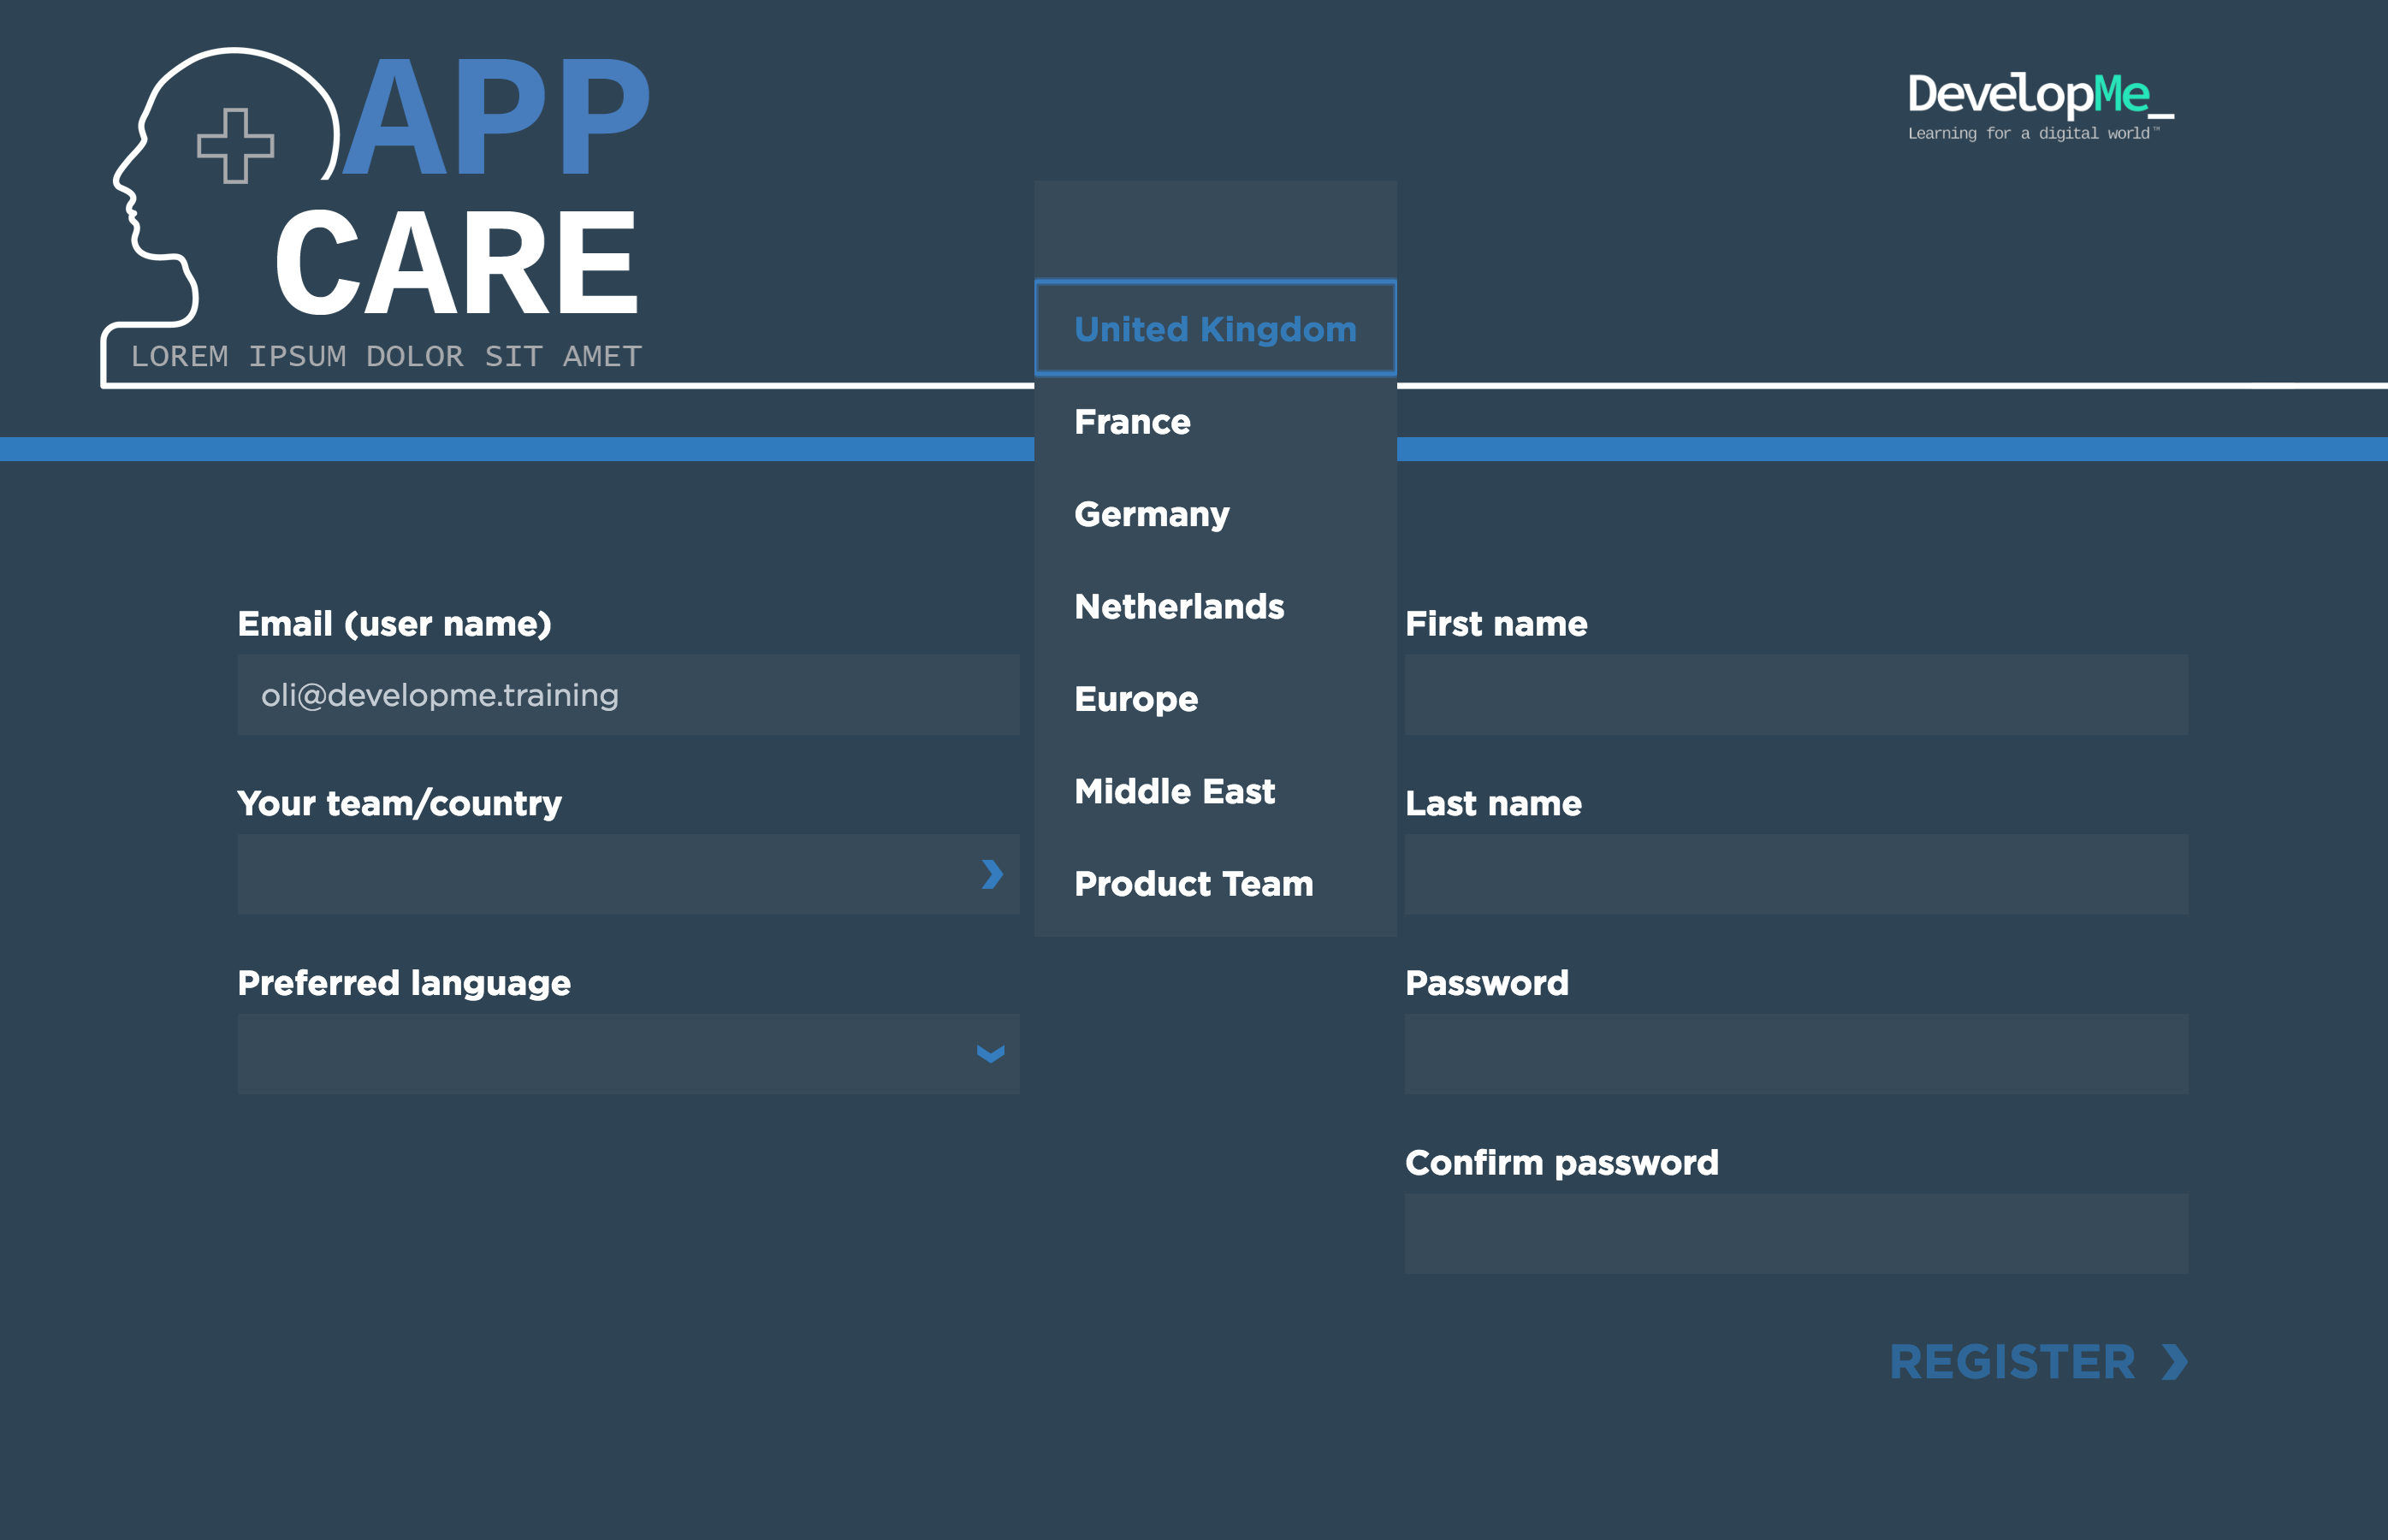 APP
CARE
LOREM IPSUM DOLOR SIT AMET
DevelopMe_
Learning for a digital world™
Email (user name)
oli@developme.training
Your team/country
Preferred language
United Kingdom
France
Germany
Netherlands
Europe
Middle East
Product Team
First name
Last name
Password
Confirm password
REGISTER